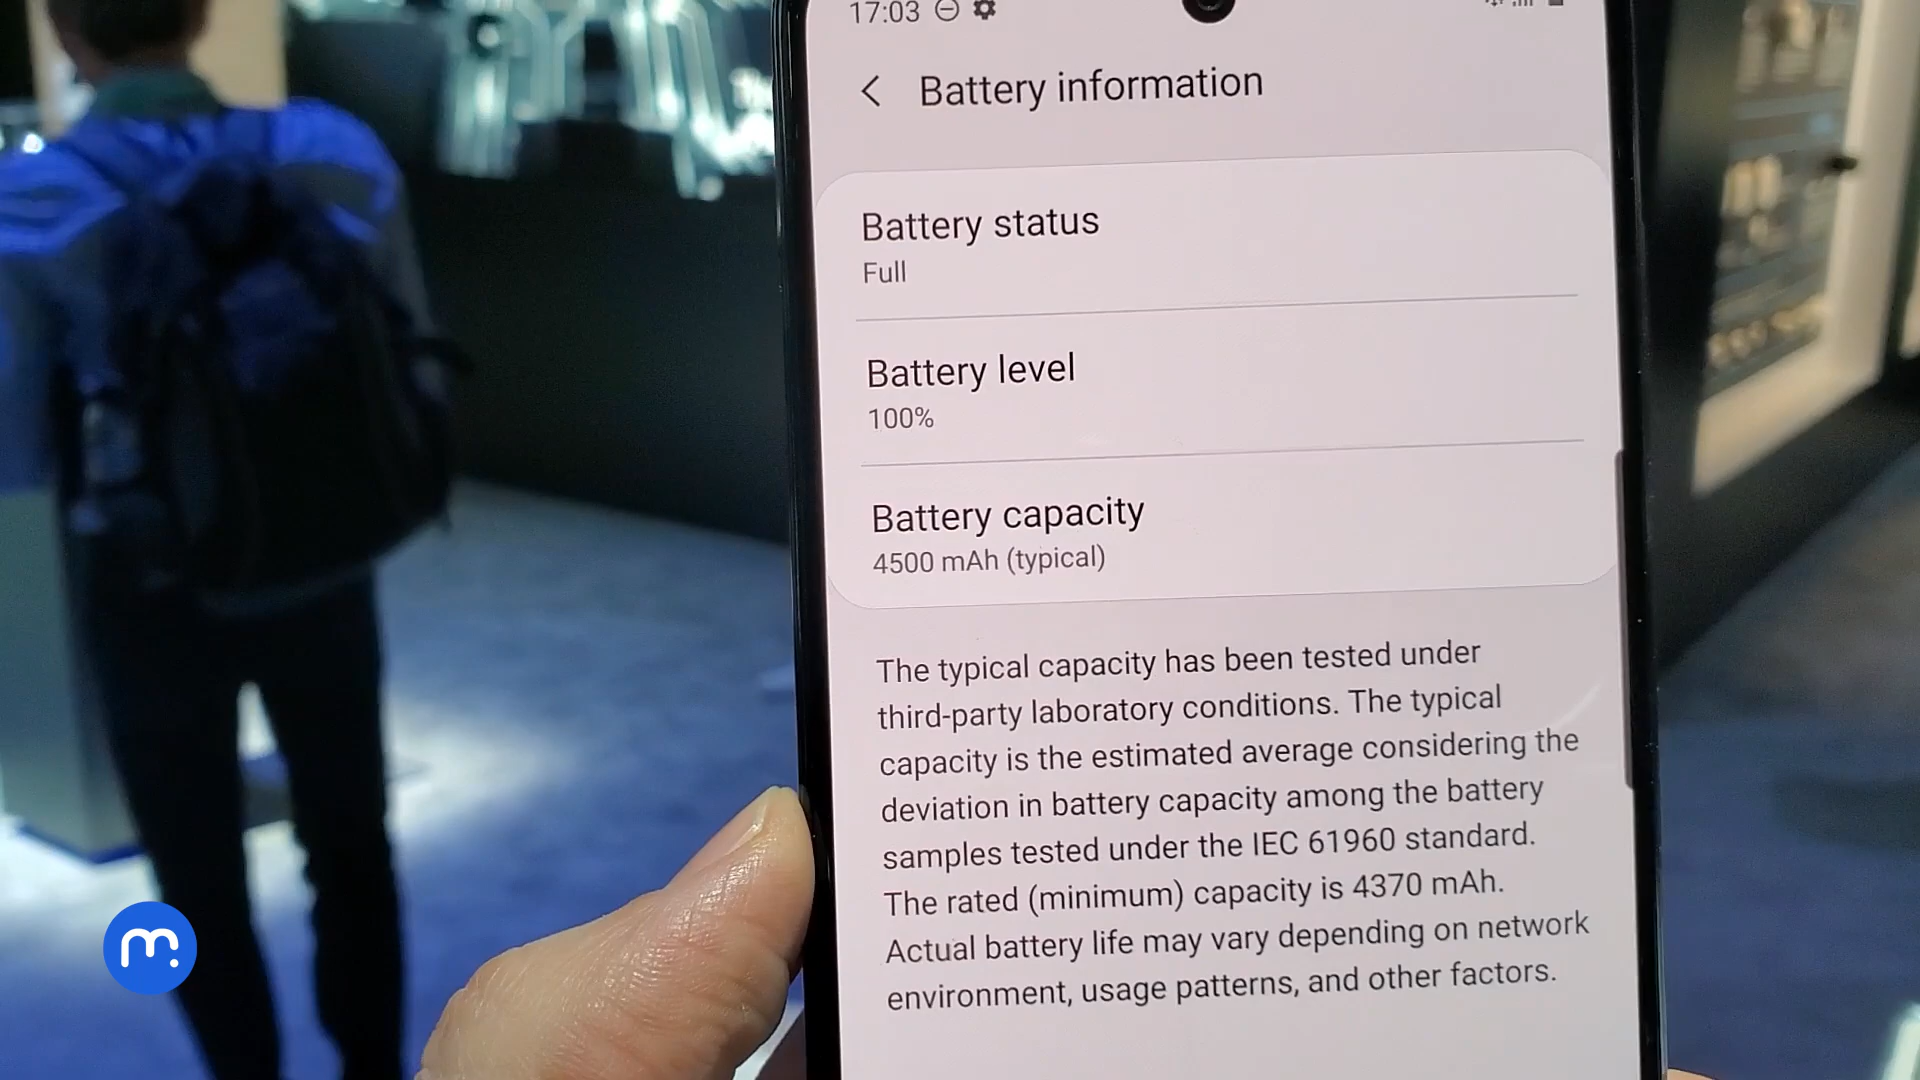 17:03
Battery information
Battery status
Full
Battery level
100%
Battery capacity
4500 mAh (typical)
The typical capacity has been tested under
third-party laboratory conditions. The typical
capacity is the estimated average considering the
deviation in battery capacity among the battery
samples tested under the IEC 61960 standard.
The rated (minimum) capacity is 4370 mAh.
Actual battery life may vary depending on network
environment, usage patterns, and other factors.
m.